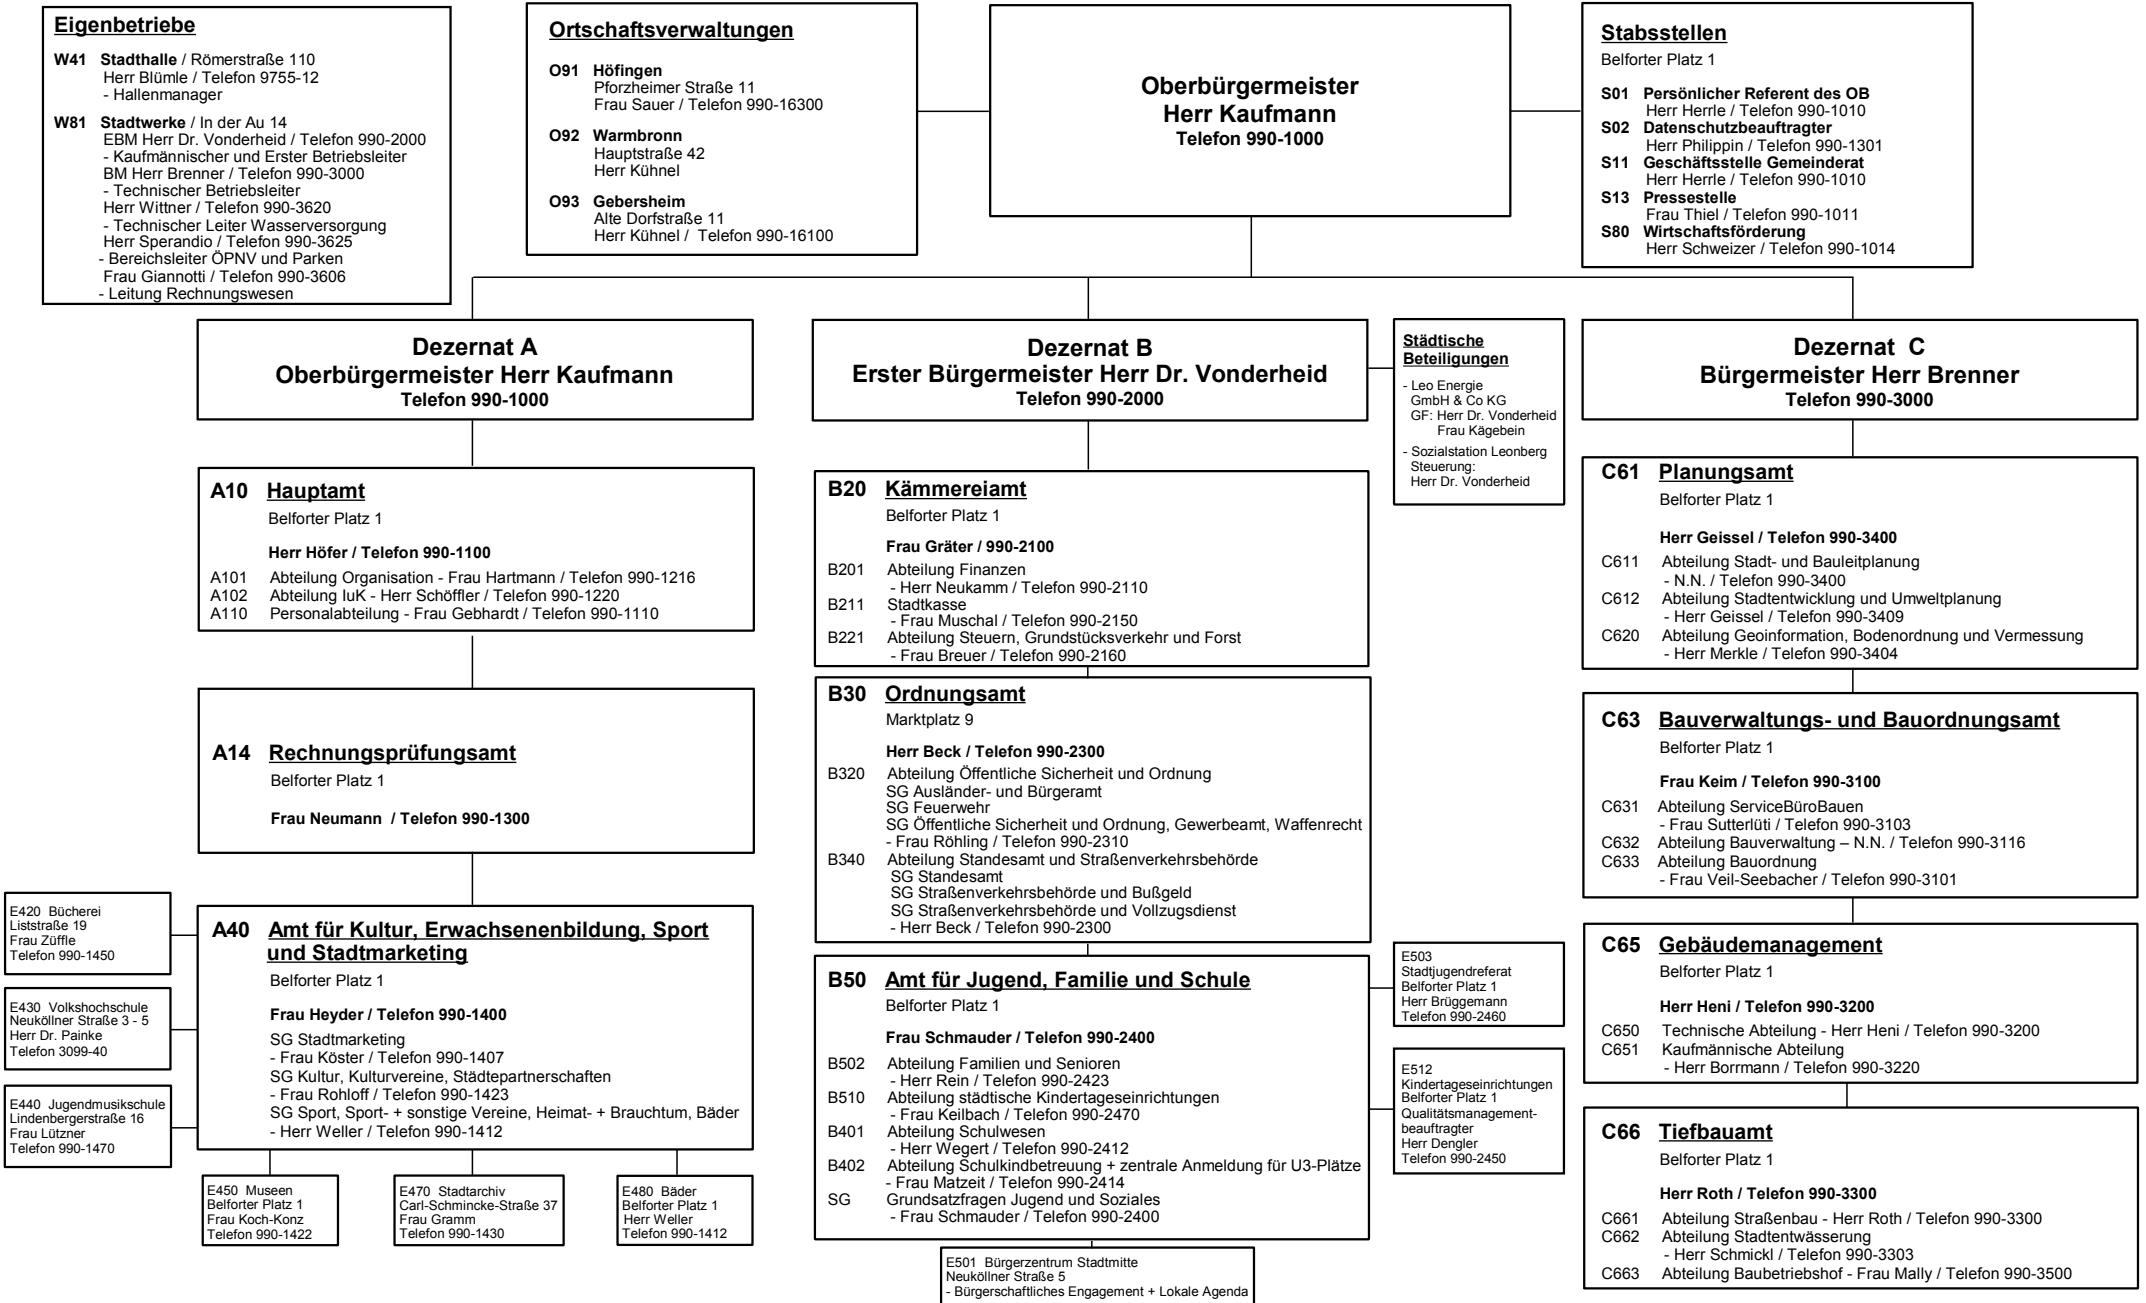 Eigenbetriebe
W41 Stadthalle / Römerstraße 110
Herr Blümle / Telefon 9755-12
- Hallenmanager
W81 Stadtwerke / In der Au 14
EBM Herr Dr. Vonderheid / Telefon 990-2000
- Kaufmännischer und Erster Betriebsleiter
BM Herr Brenner / Telefon 990-3000
- Technischer Betriebsleiter
Herr Wittner / Telefon 990-3620
- Technischer Leiter Wasserversorgung
Herr Sperandio / Telefon 990-3625
- Bereichsleiter ÖPNV und Parken
Frau Giannotti / Telefon 990-3606
- Leitung Rechnungswesen
Ortschaftsverwaltungen
O91 Höfingen
Pforzheimer Straße 11
Frau Sauer / Telefon 990-16300
O92 Warmbronn
Hauptstraße 42
Herr Kühnel
O93 Gebersheim
Alte Dorfstraße 11
Herr Kühnel / Telefon 990-16100
Oberbürgermeister
Herr Kaufmann
Telefon 990-1000
Stabsstellen
Belforter Platz 1
S01 Persönlicher Referent des OB
Herr Herrle / Telefon 990-1010
S02 Datenschutzbeauftragter
Herr Philippin / Telefon 990-1301
S11 Geschäftsstelle Gemeinderat
Herr Herrle / Telefon 990-1010
S13 Pressestelle
Frau Thiel / Telefon 990-1011
S80 Wirtschaftsförderung
Herr Schweizer / Telefon 990-1014
Dezernat A
Oberbürgermeister Herr Kaufmann
Telefon 990-1000
Dezernat B
Erster Bürgermeister Herr Dr. Vonderheid
Telefon 990-2000
Städtische
Beteiligungen
- Leo Energie
GmbH & Co KG
GF: Herr Dr. Vonderheid
Frau Kägebein
- Sozialstation Leonberg
Steuerung:
Herr Dr. Vonderheid
Dezernat C
Bürgermeister Herr Brenner
Telefon 990-3000
A10 Hauptamt
Belforter Platz 1
Herr Höfer / Telefon 990-1100
A101 Abteilung Organisation - Frau Hartmann / Telefon 990-1216
A102 Abteilung IuK - Herr Schöffler / Telefon 990-1220
A110 Personalabteilung - Frau Gebhardt / Telefon 990-1110
A14 Rechnungsprüfungsamt
Belforter Platz 1
Frau Neumann / Telefon 990-1300
A40 Amt für Kultur, Erwachsenenbildung, Sport
und Stadtmarketing
Belforter Platz 1
Frau Heyder / Telefon 990-1400
SG Stadtmarketing
- Frau Köster / Telefon 990-1407
SG Kultur, Kulturvereine, Städtepartnerschaften
- Frau Rohloff / Telefon 990-1423
SG Sport, Sport- + sonstige Vereine, Heimat- + Brauchtum, Bäder
- Herr Weller / Telefon 990-1412
E420 Bücherei
Liststraße 19
Frau Züffle
Telefon 990-1450
E430 Volkshochschule
Neuköllner Straße 3 - 5
Herr Dr. Painke
Telefon 3099-40
E440 Jugendmusikschule
Lindenbergerstraße 16
Frau Lützner
Telefon 990-1470
E450 Museen
Belforter Platz 1
Frau Koch-Konz
Telefon 990-1422
E470 Stadtarchiv
Carl-Schmincke-Straße 37
Frau Gramm
Telefon 990-1430
E480 Bäder
Belforter Platz 1
Herr Weller
Telefon 990-1412
B20 Kämmereiamt
Belforter Platz 1
Frau Gräter / 990-2100
B201 Abteilung Finanzen
- Herr Neukamm / Telefon 990-2110
B211 Stadtkasse
- Frau Muschal / Telefon 990-2150
B221 Abteilung Steuern, Grundstücksverkehr und Forst
- Frau Breuer / Telefon 990-2160
B30 Ordnungsamt
Marktplatz 9
Herr Beck / Telefon 990-2300
B320 Abteilung Öffentliche Sicherheit und Ordnung
SG Ausländer- und Bürgeramt
SG Feuerwehr
SG Öffentliche Sicherheit und Ordnung, Gewerbeamt, Waffenrecht
- Frau Röhling / Telefon 990-2310
B340 Abteilung Standesamt und Straßenverkehrsbehörde
SG Standesamt
SG Straßenverkehrsbehörde und Bußgeld
SG Straßenverkehrsbehörde und Vollzugsdienst
- Herr Beck / Telefon 990-2300
B50 Amt für Jugend, Familie und Schule
Belforter Platz 1
Frau Schmauder / Telefon 990-2400
B502 Abteilung Familien und Senioren
- Herr Rein / Telefon 990-2423
B510 Abteilung städtische Kindertageseinrichtungen
- Frau Keilbach / Telefon 990-2470
B401 Abteilung Schulwesen
- Herr Wegert / Telefon 990-2412
B402 Abteilung Schulkindbetreuung + zentrale Anmeldung für U3-Plätze
- Frau Matzeit / Telefon 990-2414
SG Grundsatzfragen Jugend und Soziales
- Frau Schmauder / Telefon 990-2400
E503
Stadtjugendreferat
Belforter Platz 1
Herr Brüggemann
Telefon 990-2460
E512
Kindertageseinrichtungen
Belforter Platz 1
Qualitätsmanagement-
beauftragter
Herr Dengler
Telefon 990-2450
E501 Bürgerzentrum Stadtmitte
Neuköllner Straße 5
- Bürgerschaftliches Engagement + Lokale Agenda
C61 Planungsamt
Belforter Platz 1
Herr Geissel / Telefon 990-3400
C611 Abteilung Stadt- und Bauleitplanung
- N.N. / Telefon 990-3400
C612 Abteilung Stadtentwicklung und Umweltplanung
- Herr Geissel / Telefon 990-3409
C620 Abteilung Geoinformation, Bodenordnung und Vermessung
- Herr Merkle / Telefon 990-3404
C63 Bauverwaltungs- und Bauordnungsamt
Belforter Platz 1
Frau Keim / Telefon 990-3100
C631 Abteilung ServiceBüroBauen
- Frau Sutterlüti / Telefon 990-3103
C632 Abteilung Bauverwaltung – N.N. / Telefon 990-3116
C633 Abteilung Bauordnung
- Frau Veil-Seebacher / Telefon 990-3101
C65 Gebäudemanagement
Belforter Platz 1
Herr Heni / Telefon 990-3200
C650 Technische Abteilung - Herr Heni / Telefon 990-3200
C651 Kaufmännische Abteilung
- Herr Borrmann / Telefon 990-3220
C66 Tiefbauamt
Belforter Platz 1
Herr Roth / Telefon 990-3300
C661 Abteilung Straßenbau - Herr Roth / Telefon 990-3300
C662 Abteilung Stadtentwässerung
- Herr Schmickl / Telefon 990-3303
C663 Abteilung Baubetriebshof - Frau Mally / Telefon 990-3500